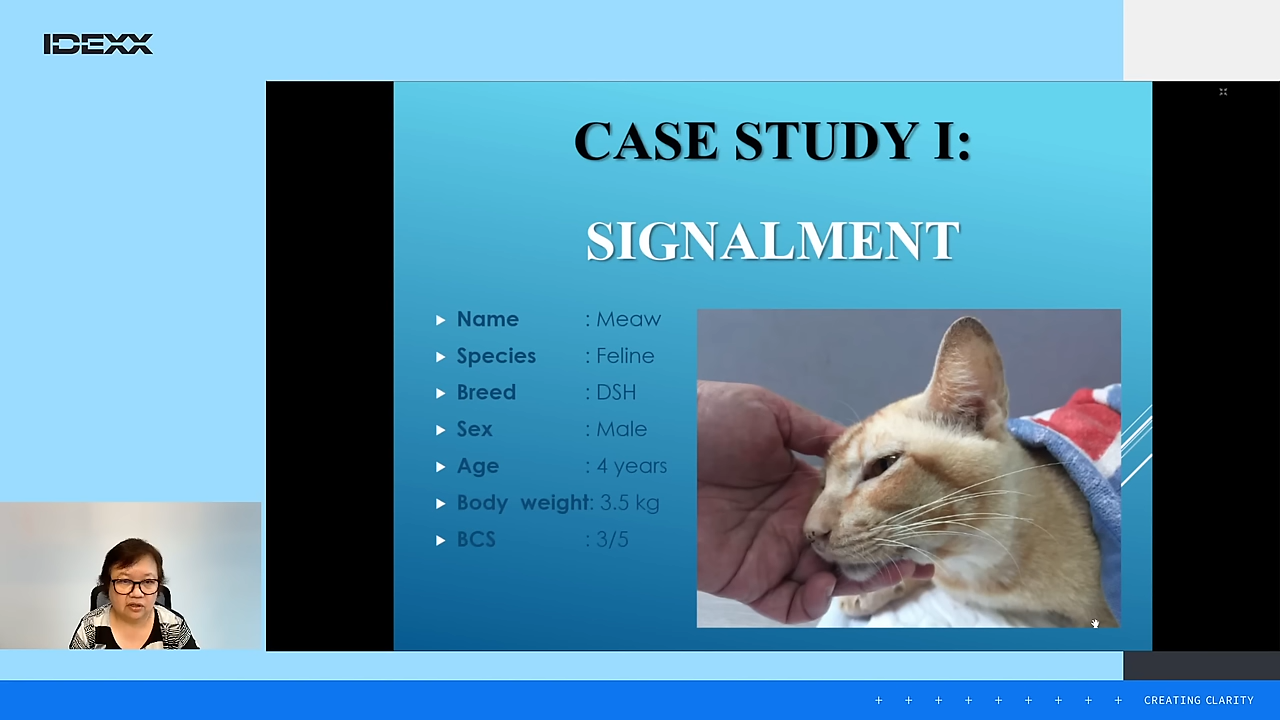 IDEXX
CASE STUDY I:
SIGNALMENT
Name : Meaw
Species : Feline
Breed : DSH
Sex : Male
Age : 4 years
Body weight: 3.5 kg
BCS : 3/5
CREATING CLARITY